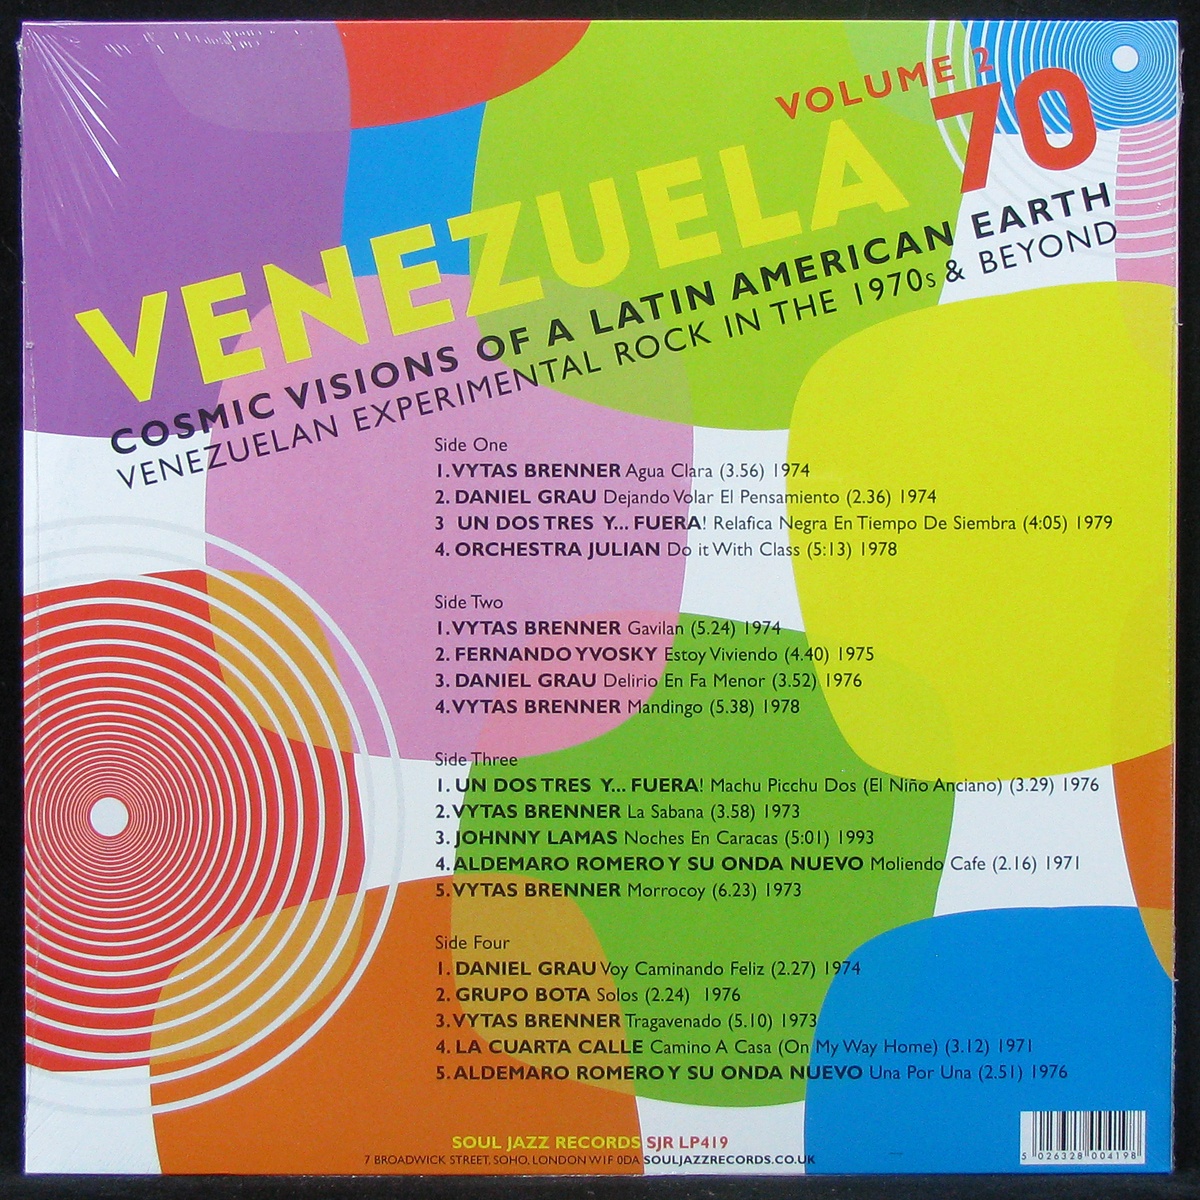 VOLUME 2
VENEZUELA 70
COSMIC VISIONS OF A LATIN AMERICAN EARTH
VENEZUELAN EXPERIMENTAL ROCK IN THE 1970s & BEYOND
Side One
1. VYTAS BRENNER Agua Clara (3.56) 1974
2. DANIEL GRAU Dejando Volar El Pensamiento (2.36) 1974
3 UN DOS TRES Y... FUERA! Relafica Negra En Tiempo De Siembra (4:05) 1979
4. ORCHESTRA JULIAN Do it With Class (5:13) 1978
Side Two
1. VYTAS BRENNER Gavilan (5.24) 1974
2. FERNANDO YVOSKY Estoy Viviendo (4.40) 1975
3. DANIEL GRAU Delirio En Fa Menor (3.52) 1976
4. VYTAS BRENNER Mandingo (5.38) 1978
Side Three
1. UN DOS TRES Y... FUERA! Machu Picchu Dos (El Niño Anciano) (3.29) 1976
2. VYTAS BRENNER La Sabana (3.58) 1973
3. JOHNNY LAMAS Noches En Caracas (5:01) 1993
4. ALDEMARO ROMERO Y SU ONDA NUEVO Moliendo Cafe (2.16) 1971
5. VYTAS BRENNER Morrocoy (6.23) 1973
Side Four
1. DANIEL GRAU Voy Caminando Feliz (2.27) 1974
2. GRUPO BOTA Solos (2.24) 1976
3. VYTAS BRENNER Tragavenado (5.10) 1973
4. LA CUARTA CALLE Camino A Casa (On My Way Home) (3.12) 1971
5. ALDEMARO ROMERO Y SU ONDA NUEVO Una Por Una (2.51) 1976
SOUL JAZZ RECORDS SJR LP419
7 BROADWICK STREET, SOHO, LONDON W1F 0DA SOULJAZZRECORDS.CO.UK
5 026328 004198